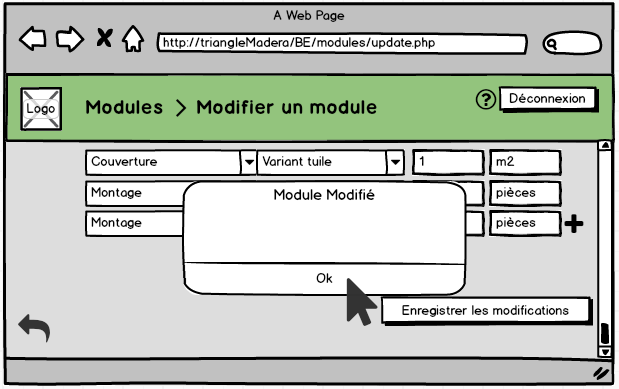 A Web Page
http://triangleMadera/BE/modules/update.php
Logo
Modules > Modifier un module
? Déconnexion
Couverture Variant tuile 1 m2
Montage pièces
Montage pièces +
Module Modifié
Ok
Enregistrer les modifications